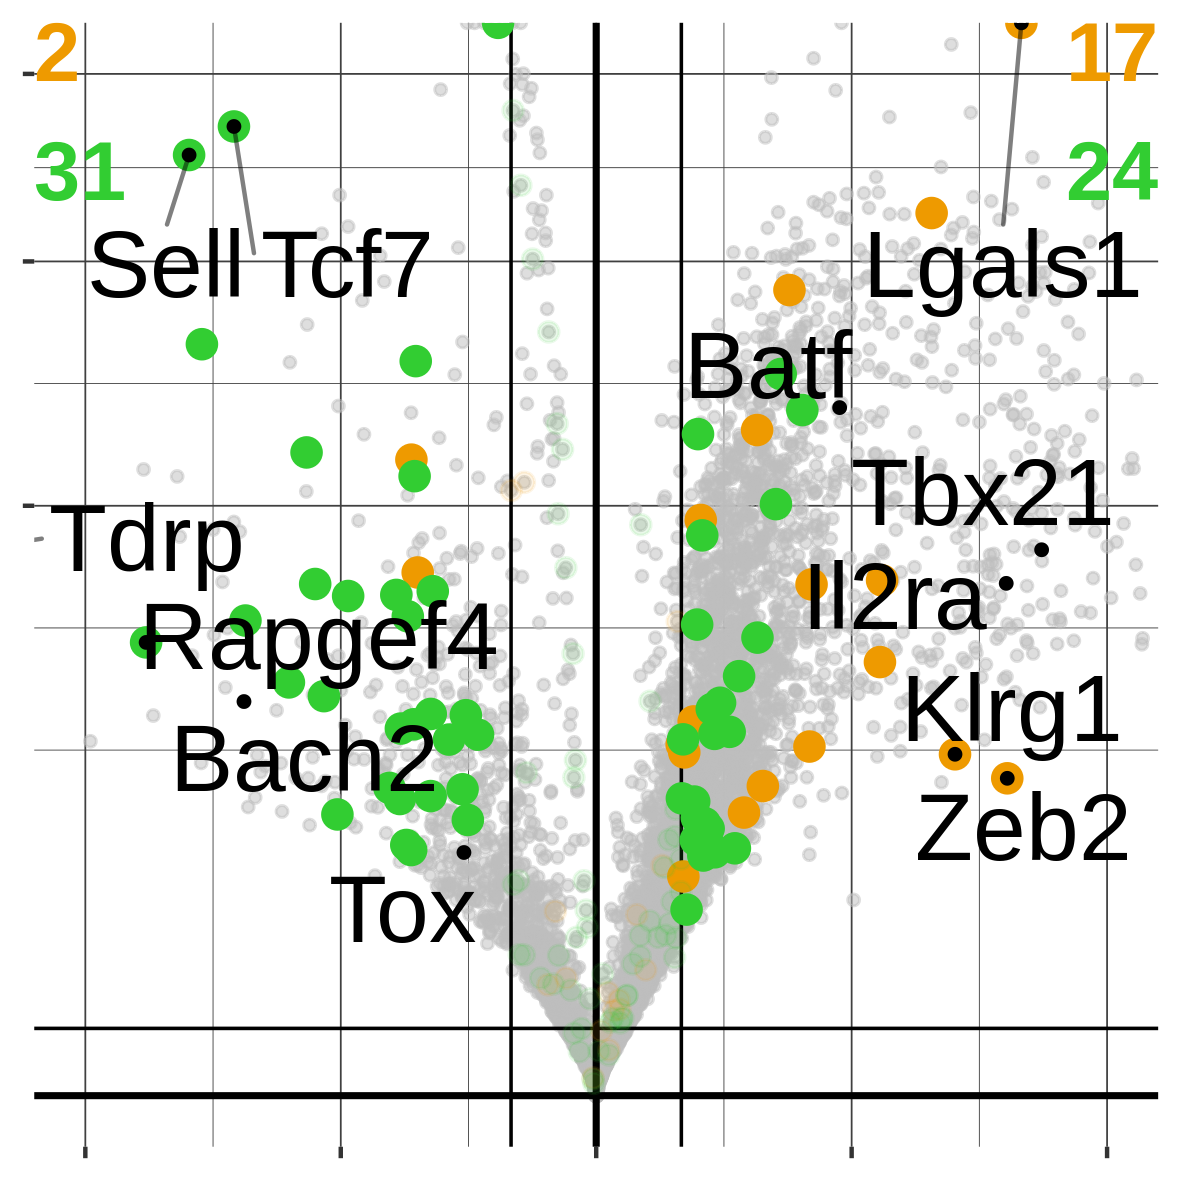 2 17
31 24
Sell Tcf7 Lgals1
Batf
Tbx21
Tdrp
Il2ra
Rapgef4
Klrg1
Bach2
Zeb2
Tox